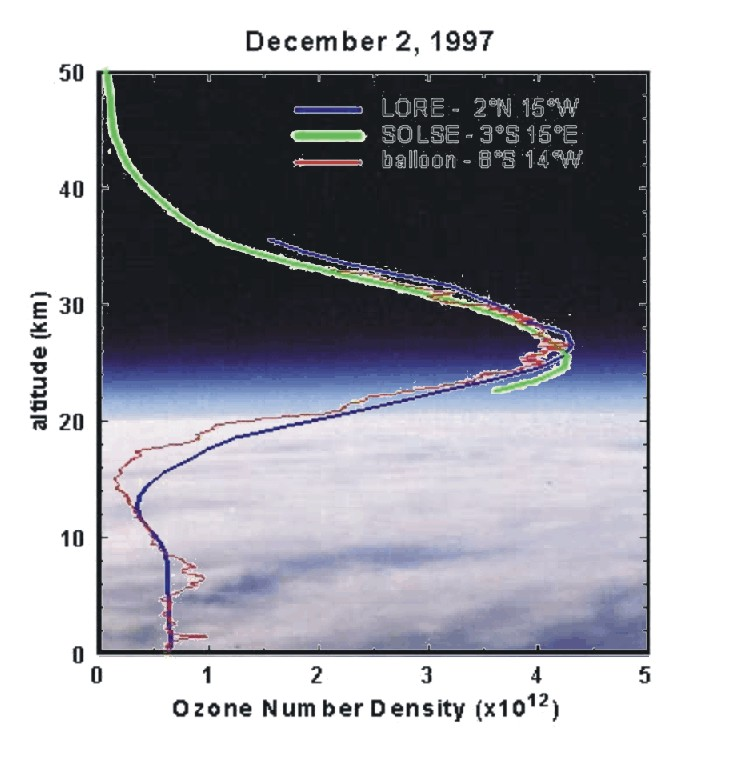 December 2, 1997
50
LORE - 2°N 15°W
SOLSE - 3°S 15°E
balloon - 8°S 14°W
40
30
altitude (km)
20
10
0
0 1 2 3 4 5
Ozone Number Density (x10¹²)